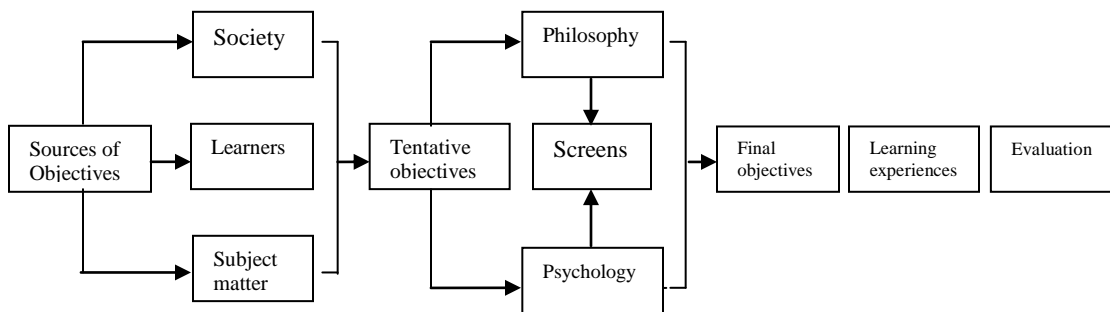 Sources of
Objectives
Society
Learners
Subject
matter
Tentative
objectives
Philosophy
Screens
Psychology
Final
objectives
Learning
experiences
Evaluation